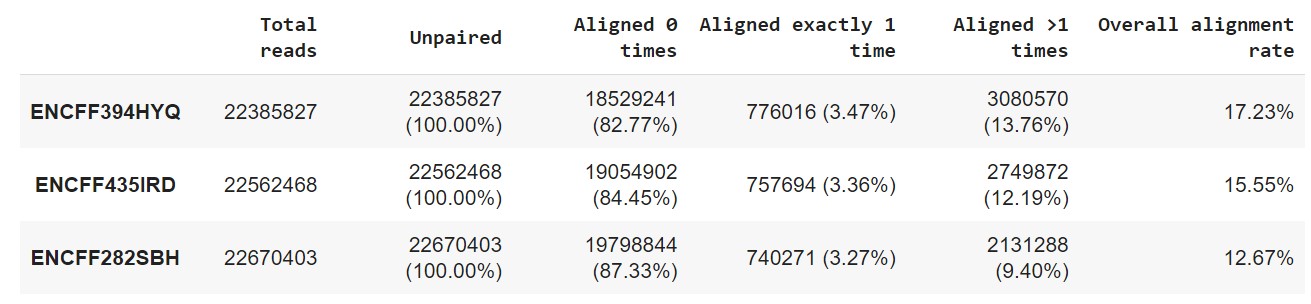 Total reads Unpaired Aligned 0 times Aligned exactly 1 time Aligned >1 times Overall alignment rate
ENCFF394HYQ 22385827 22385827 (100.00%) 18529241 (82.77%) 776016 (3.47%) 3080570 (13.76%) 17.23%
ENCFF435IRD 22562468 22562468 (100.00%) 19054902 (84.45%) 757694 (3.36%) 2749872 (12.19%) 15.55%
ENCFF282SBH 22670403 22670403 (100.00%) 19798844 (87.33%) 740271 (3.27%) 2131288 (9.40%) 12.67%